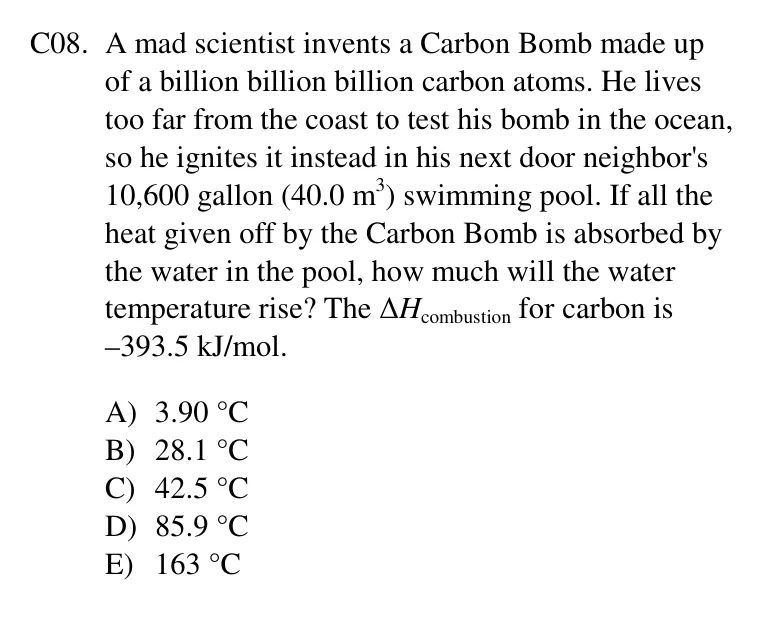 C08. A mad scientist invents a Carbon Bomb made up
of a billion billion billion carbon atoms. He lives
too far from the coast to test his bomb in the ocean,
so he ignites it instead in his next door neighbor's
10,600 gallon (40.0 m³) swimming pool. If all the
heat given off by the Carbon Bomb is absorbed by
the water in the pool, how much will the water
temperature rise? The ΔHcombustion for carbon is
–393.5 kJ/mol.
A) 3.90 °C
B) 28.1 °C
C) 42.5 °C
D) 85.9 °C
E) 163 °C